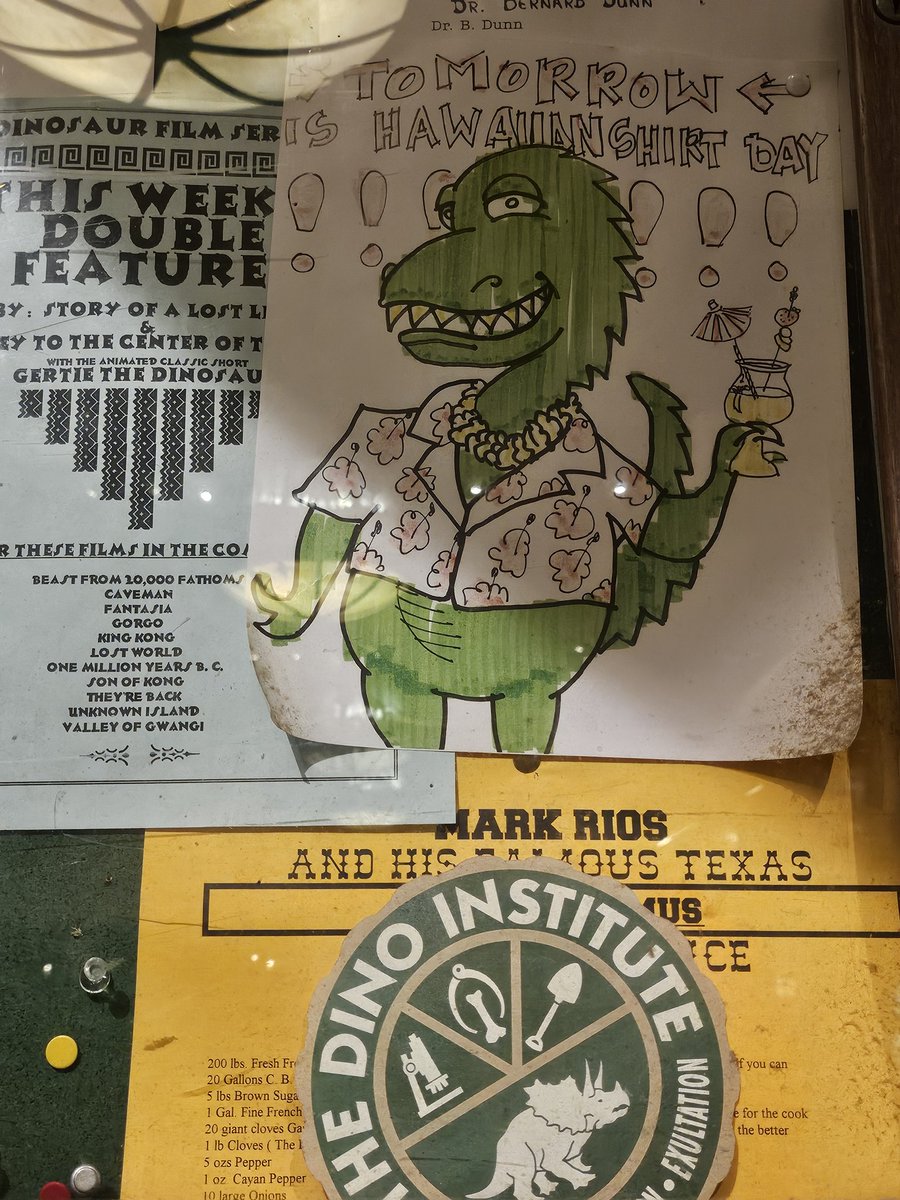 DR. BERNARD DUNN
Dr. B. Dunn
TOMORROW
IS HAWAIIAN SHIRT DAY
! ! ! ! ! !
DINOSAUR FILM SER
THIS WEEK
DOUBLE
FEATURE
BY: STORY OF A LOST L
&
EY TO THE CENTER OF T
WITH THE ANIMATED CLASSIC SHORT
GERTIE THE DINOSAU
R THESE FILMS IN THE CO
BEAST FROM 20,000 FATHOMS
CAVEMAN
FANTASIA
GORGO
KING KONG
LOST WORLD
ONE MILLION YEARS B. C.
SON OF KONG
THEY'RE BACK
UNKNOWN ISLAND
VALLEY OF GWANGI
MARK RIOS
AND HIS FAMOUS TEXAS
MUS
CE
200 lbs. Fresh Fr
20 Gallons C. B.
5 lbs Brown Suga
1 Gal. Fine French
20 giant cloves Ga
1 lb Cloves ( The
5 ozs Pepper
1 oz Cayan Pepper
10 large Onions
if you can
e for the cook
the better
THE DINO INSTITUTE
• EXULTATION